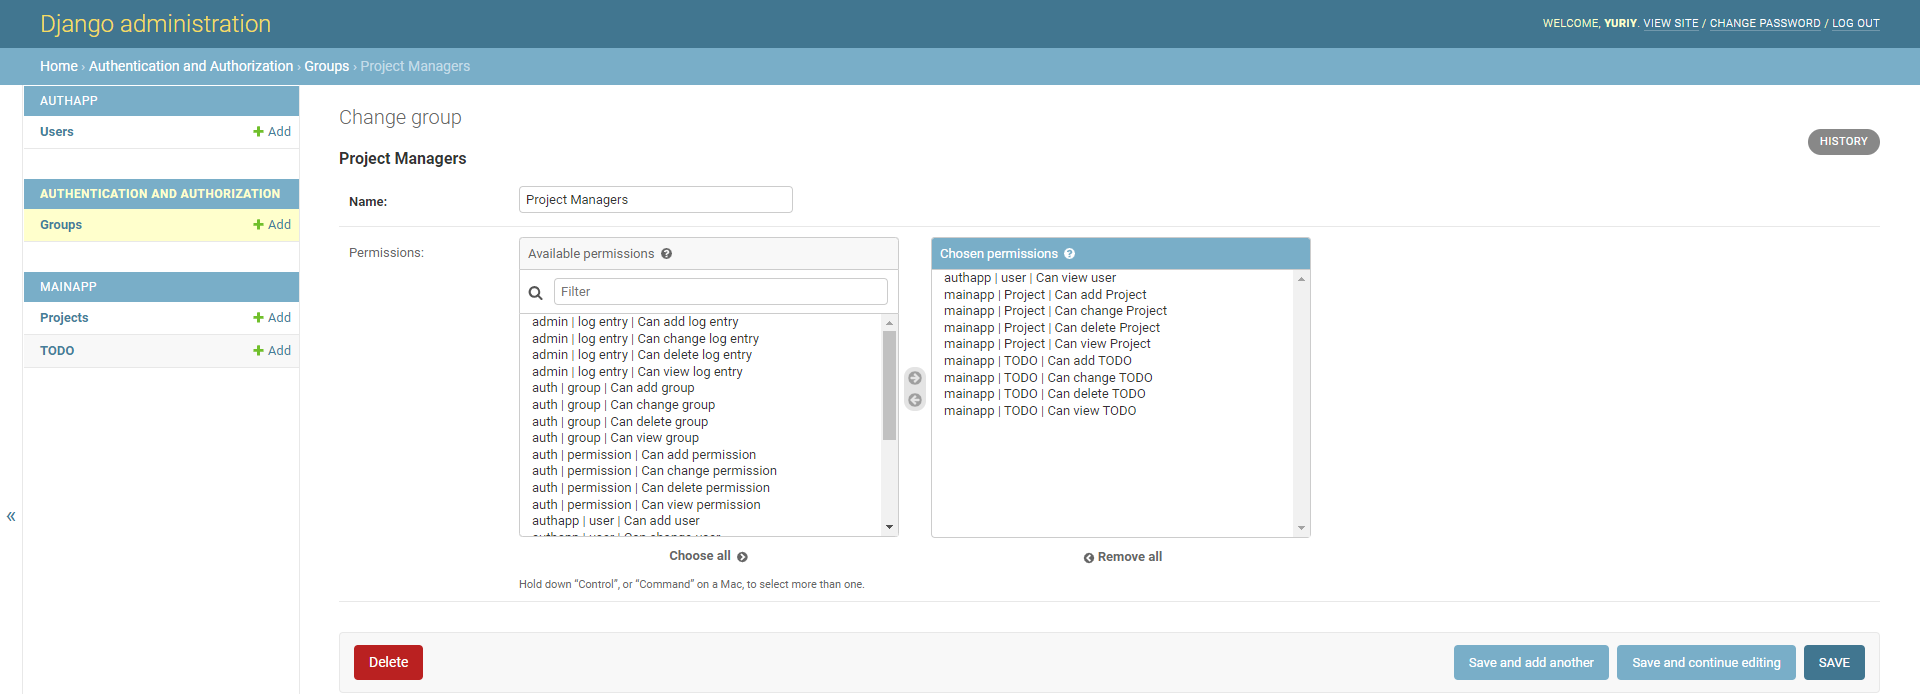 Django administration
WELCOME, YURIY. VIEW SITE / CHANGE PASSWORD / LOG OUT
Home › Authentication and Authorization › Groups › Project Managers
AUTHAPP
Users
Add
AUTHENTICATION AND AUTHORIZATION
Groups
Add
MAINAPP
Projects
Add
TODO
Add
«
Change group
HISTORY
Project Managers
Name:
Project Managers
Permissions:
Available permissions ?
Filter
admin | log entry | Can add log entry
admin | log entry | Can change log entry
admin | log entry | Can delete log entry
admin | log entry | Can view log entry
auth | group | Can add group
auth | group | Can change group
auth | group | Can delete group
auth | group | Can view group
auth | permission | Can add permission
auth | permission | Can change permission
auth | permission | Can delete permission
auth | permission | Can view permission
authapp | user | Can add user
authapp | user | Can change user
Choose all
Hold down “Control”, or “Command” on a Mac, to select more than one.
Chosen permissions ?
authapp | user | Can view user
mainapp | Project | Can add Project
mainapp | Project | Can change Project
mainapp | Project | Can delete Project
mainapp | Project | Can view Project
mainapp | TODO | Can add TODO
mainapp | TODO | Can change TODO
mainapp | TODO | Can delete TODO
mainapp | TODO | Can view TODO
Remove all
Delete
Save and add another
Save and continue editing
SAVE